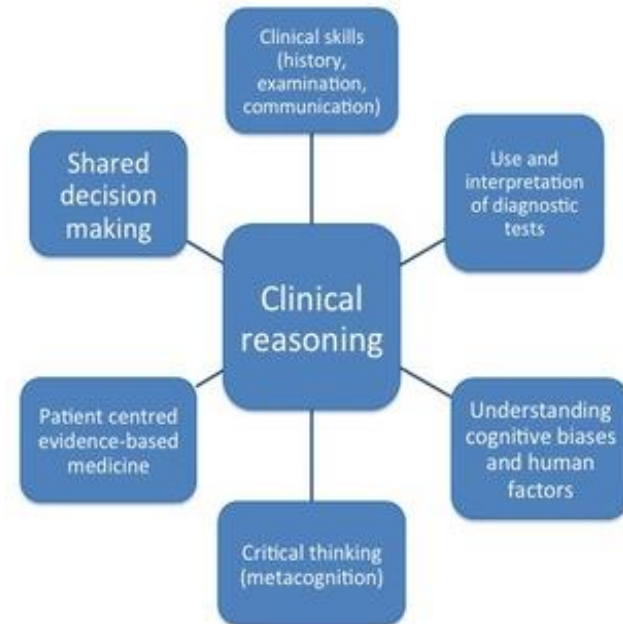 Clinical skills
(history,
examination,
communication)
Shared
decision
making
Use and
interpretation
of diagnostic
tests
Clinical
reasoning
Patient centred
evidence-based
medicine
Understanding
cognitive biases
and human
factors
Critical thinking
(metacognition)